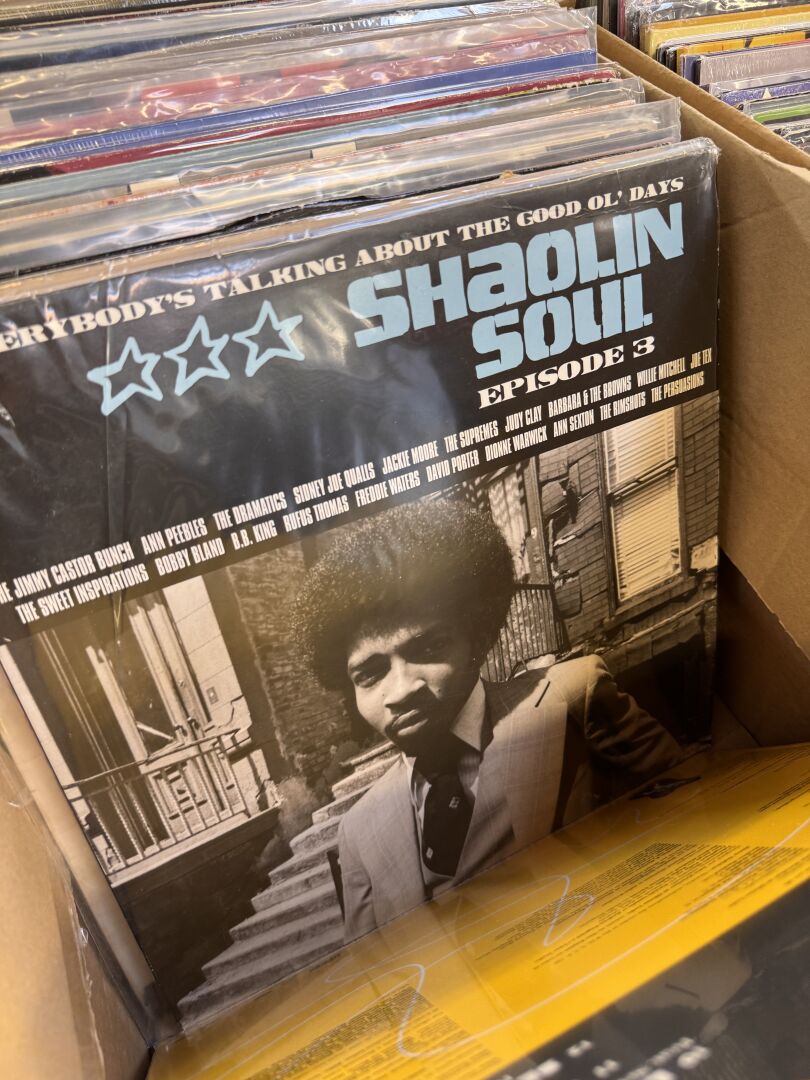 ERYBODY'S TALKING ABOUT THE GOOD OL' DAYS
SHAOLIN
SOUL
EPISODE 3
HE JIMMY CASTOR BUNCH ANN PEEBLES THE DRAMATICS SIDNEY JOE QUALLS JACKIE MOORE THE SUPREMES JUDY CLAY BARBARA & THE BROWNS WILLIE MITCHELL JOE TEX
THE SWEET INSPIRATIONS BOBBY BLAND B.B. KING RUFUS THOMAS FREDDIE WATERS DAVID PORTER DIONNE WARWICK ANN SEXTON THE RIMSHOTS THE PERSUASIONS